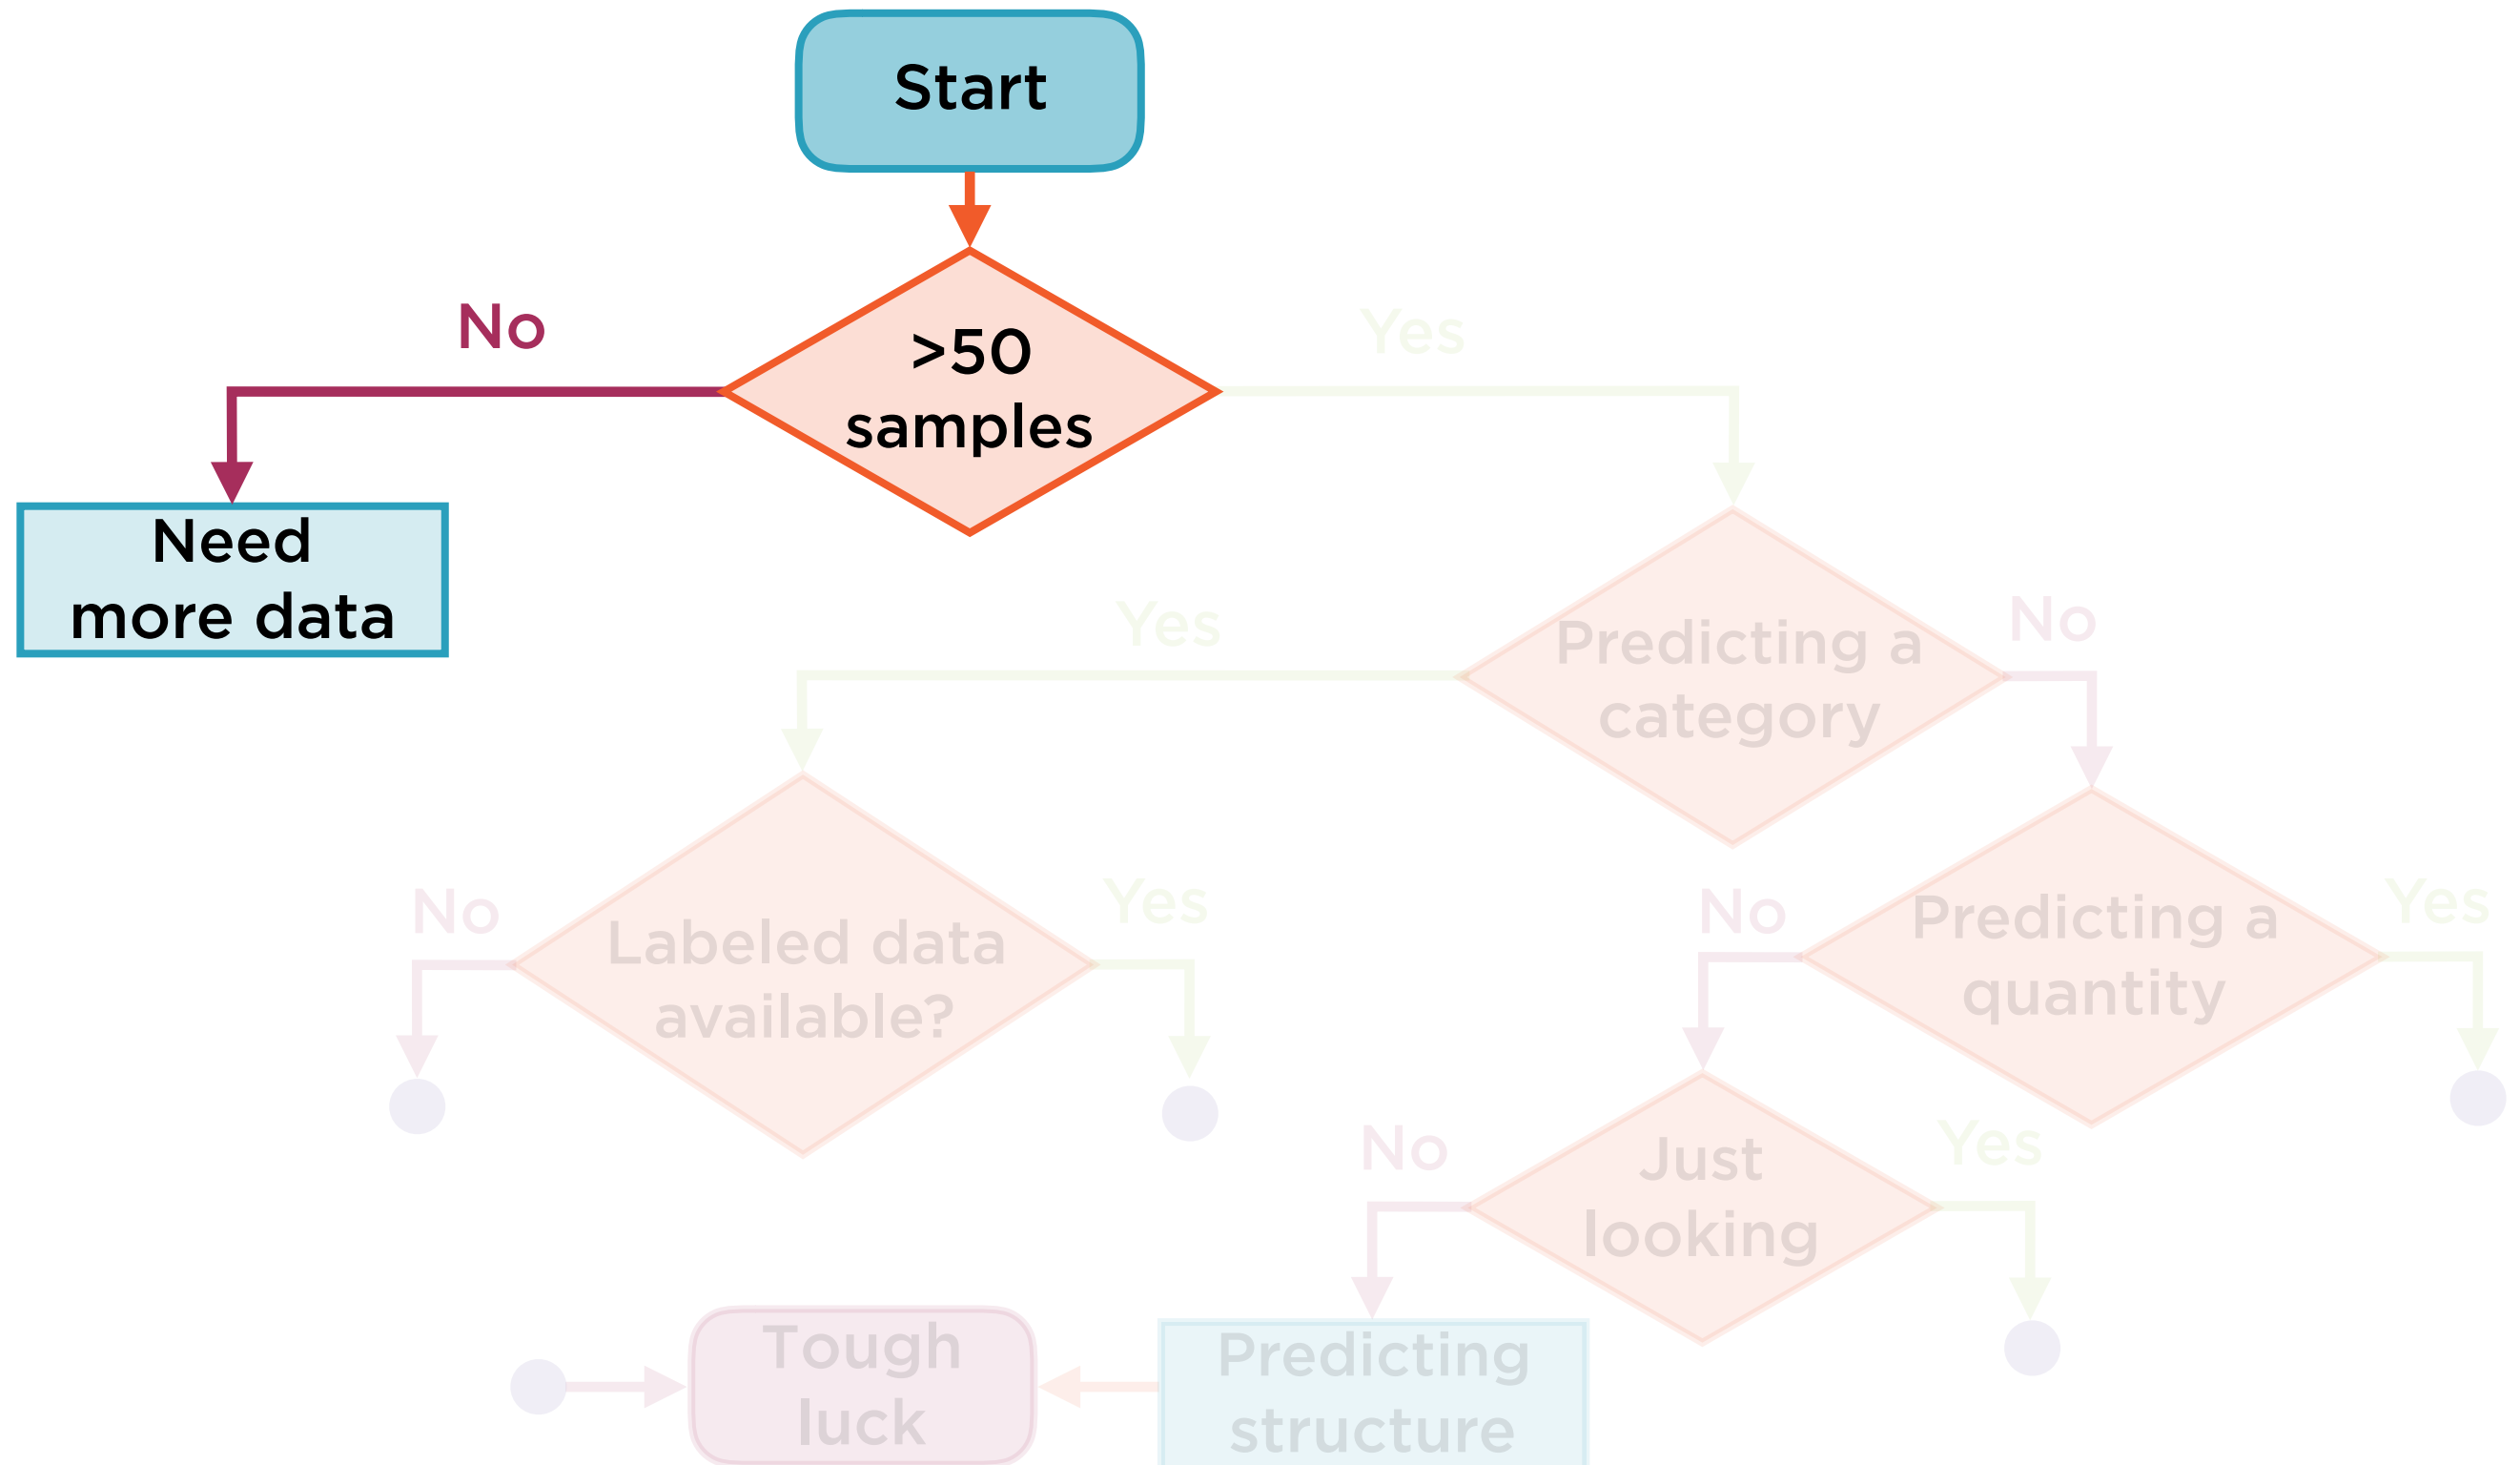 Start
No
>50
samples
Yes
Need
more data
Yes
Predicting a
category
No
No
Labeled data
available?
Yes
No
Predicting a
quantity
Yes
No
Just
looking
Yes
Tough
luck
Predicting
structure